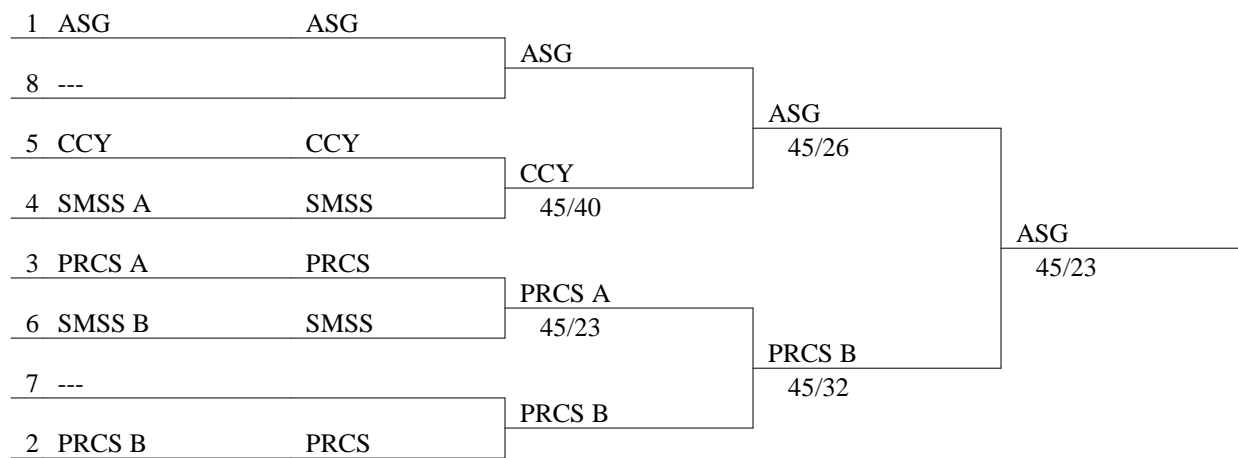 1 ASG ASG
ASG
8 ---
ASG
45/26
5 CCY CCY
CCY
45/40
4 SMSS A SMSS
ASG
45/23
3 PRCS A PRCS
PRCS A
45/23
6 SMSS B SMSS
PRCS B
45/32
7 ---
PRCS B
2 PRCS B PRCS